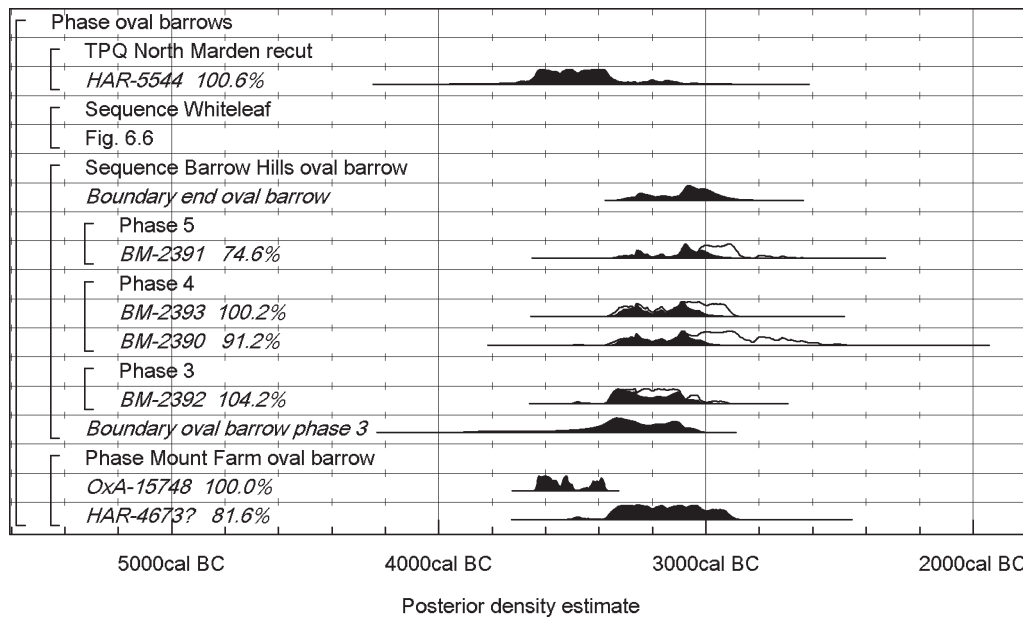 Phase oval barrows
TPQ North Marden recut
HAR-5544 100.6%
Sequence Whiteleaf
Fig. 6.6
Sequence Barrow Hills oval barrow
Boundary end oval barrow
Phase 5
BM-2391 74.6%
Phase 4
BM-2393 100.2%
BM-2390 91.2%
Phase 3
BM-2392 104.2%
Boundary oval barrow phase 3
Phase Mount Farm oval barrow
OxA-15748 100.0%
HAR-4673? 81.6%
5000cal BC 4000cal BC 3000cal BC 2000cal BC
Posterior density estimate